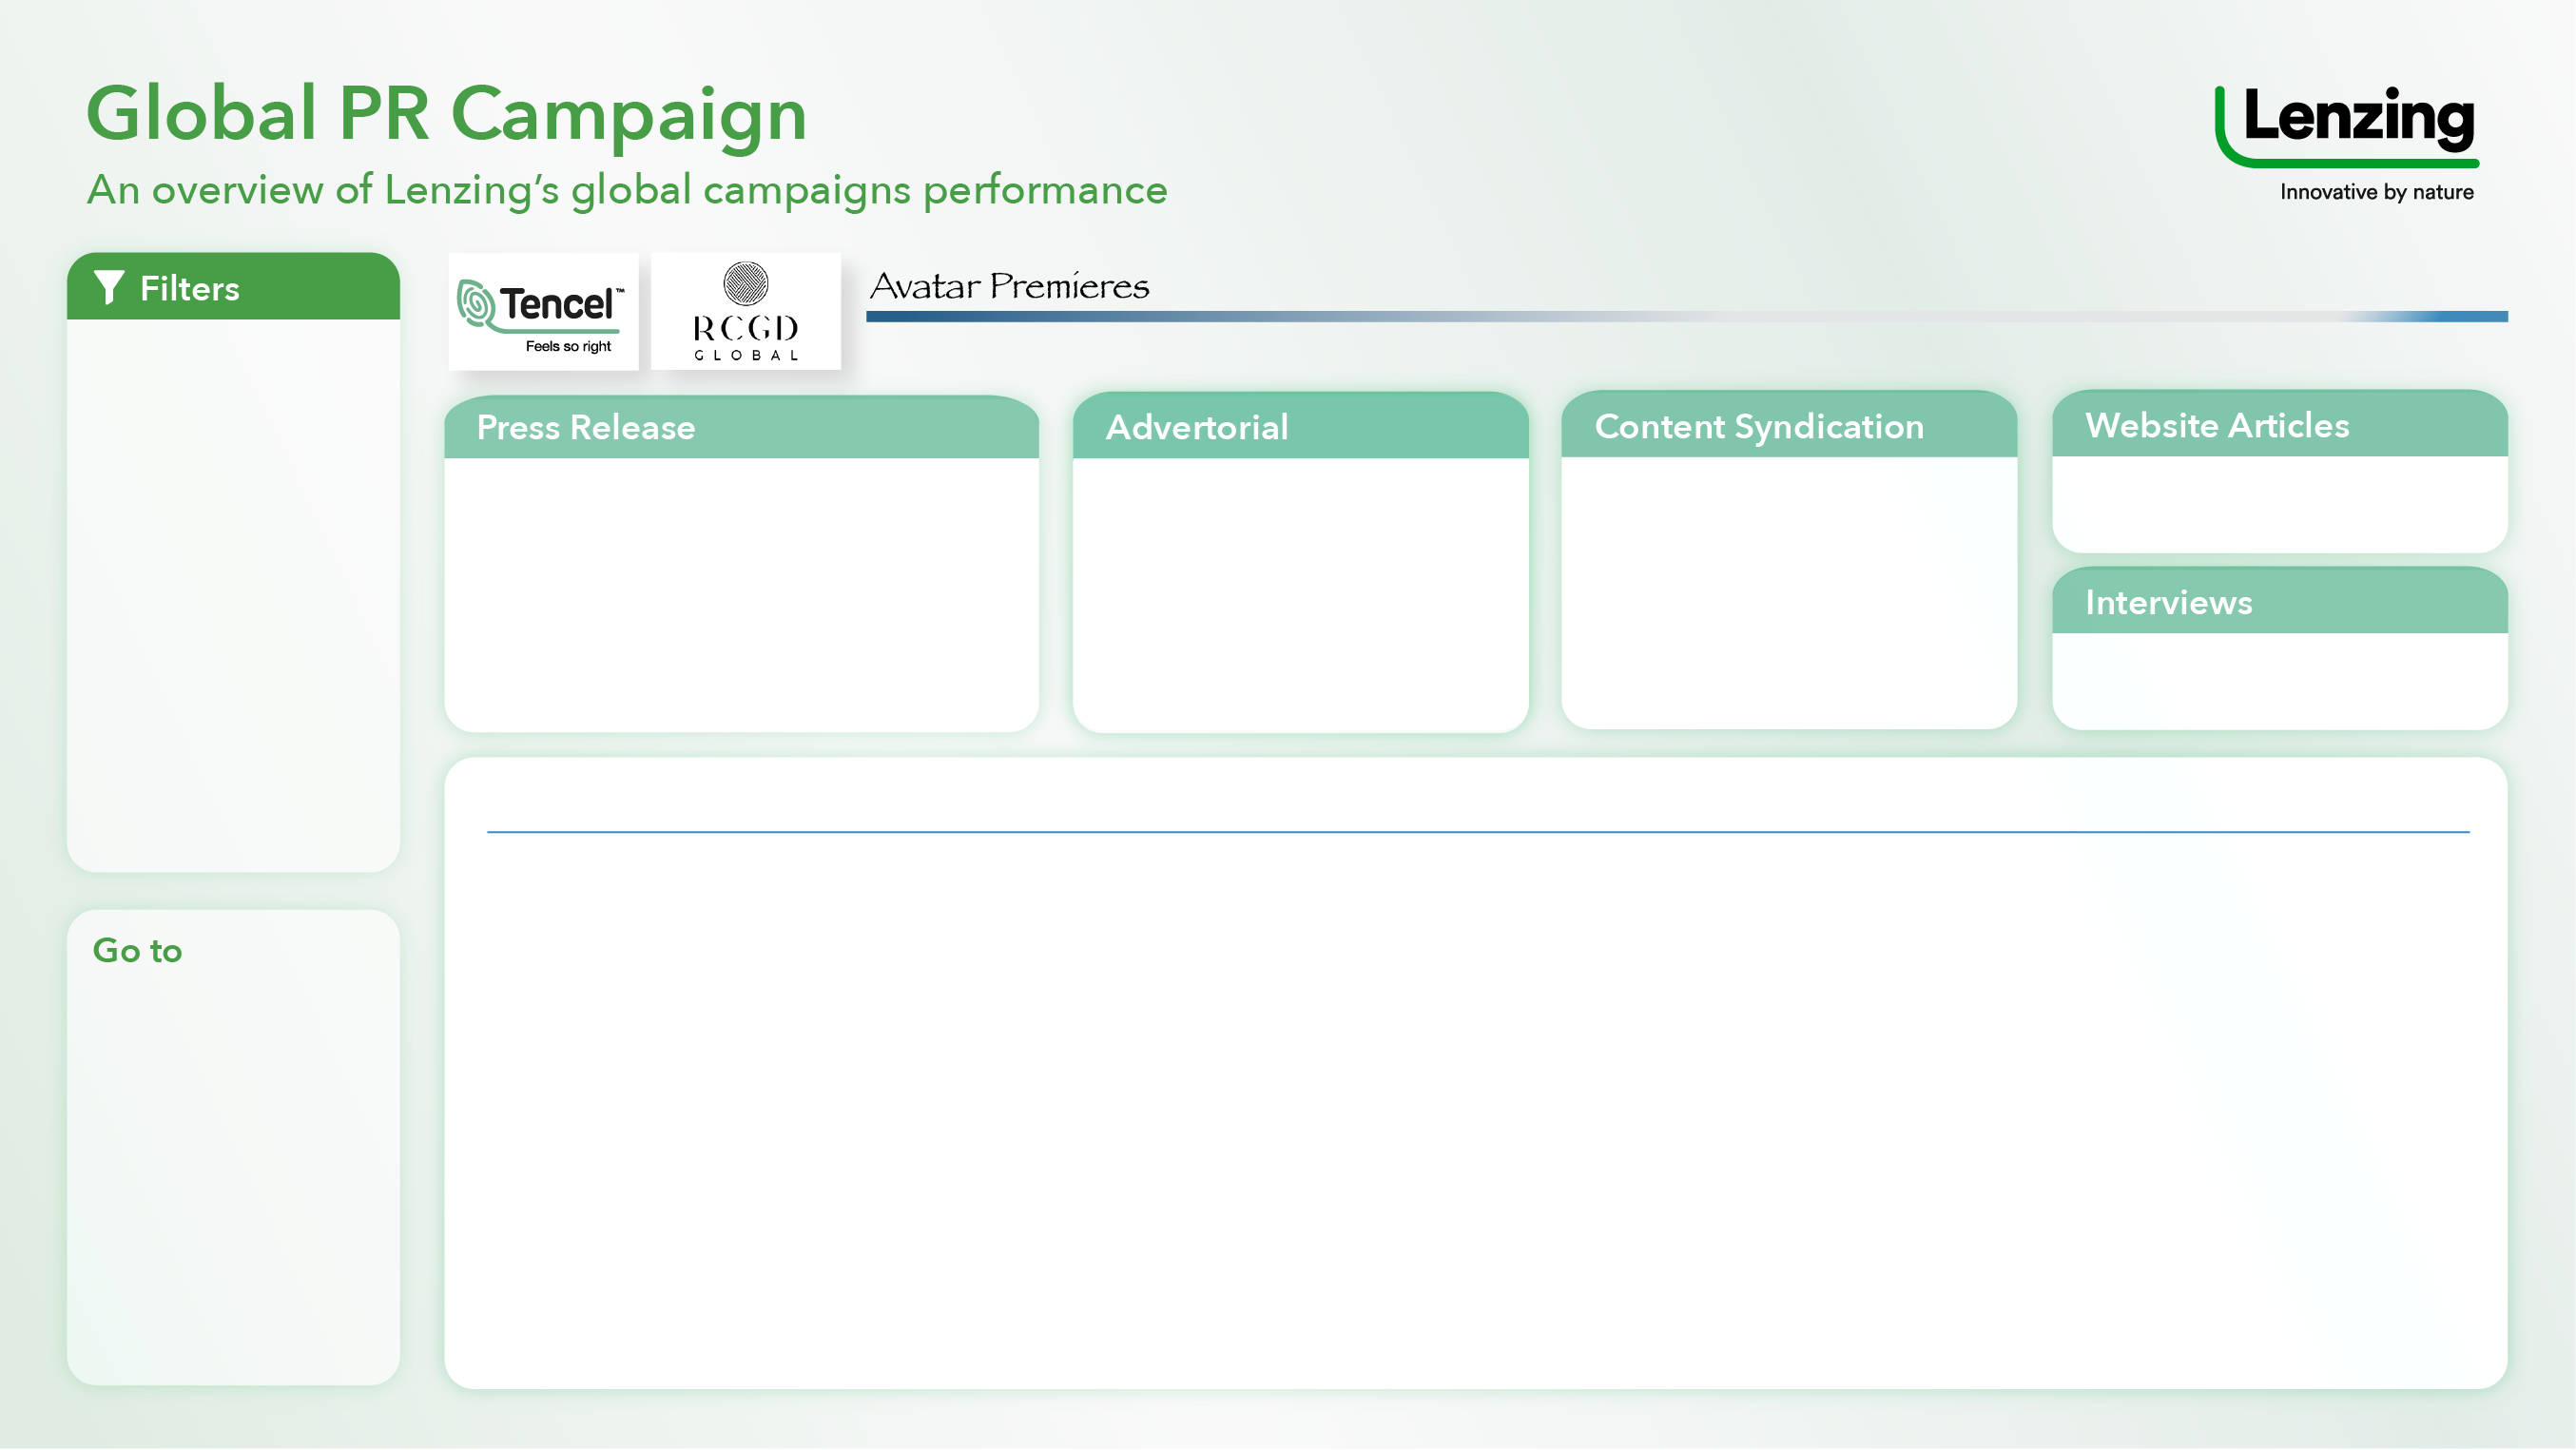 Global PR Campaign
An overview of Lenzing’s global campaigns performance
Lenzing
Innovative by nature
Filters
Tencel™
Feels so right
RCGD
GLOBAL
Avatar Premieres
Press Release
Advertorial
Content Syndication
Website Articles
Interviews
Go to